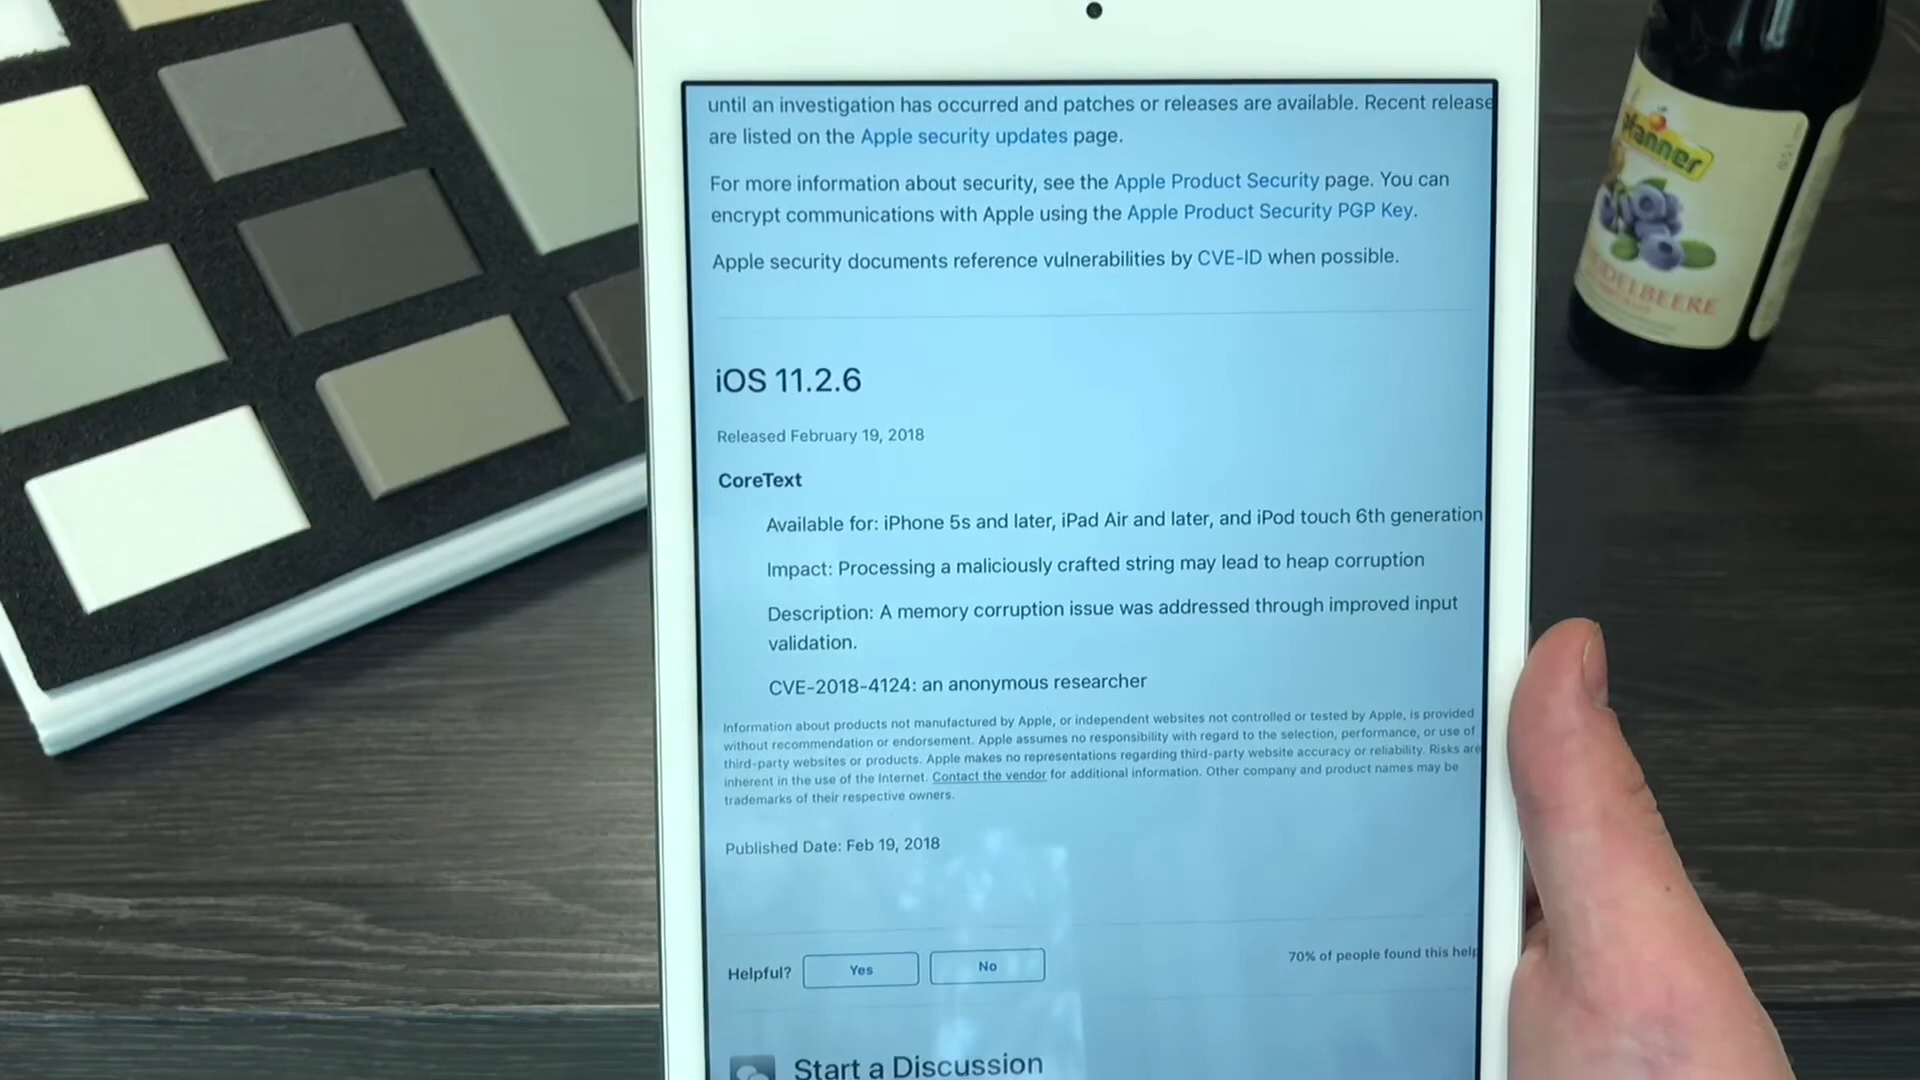 until an investigation has occurred and patches or releases are available. Recent release
are listed on the Apple security updates page.
For more information about security, see the Apple Product Security page. You can
encrypt communications with Apple using the Apple Product Security PGP Key.
Apple security documents reference vulnerabilities by CVE-ID when possible.
iOS 11.2.6
Released February 19, 2018
CoreText
Available for: iPhone 5s and later, iPad Air and later, and iPod touch 6th generation
Impact: Processing a maliciously crafted string may lead to heap corruption
Description: A memory corruption issue was addressed through improved input
validation.
CVE-2018-4124: an anonymous researcher
Information about products not manufactured by Apple, or independent websites not controlled or tested by Apple, is provided
without recommendation or endorsement. Apple assumes no responsibility with regard to the selection, performance, or use of
third-party websites or products. Apple makes no representations regarding third-party website accuracy or reliability. Risks are
inherent in the use of the Internet. Contact the vendor for additional information. Other company and product names may be
trademarks of their respective owners.
Published Date: Feb 19, 2018
Helpful?
Yes
No
70% of people found this help
Start a Discussion
Pfanner